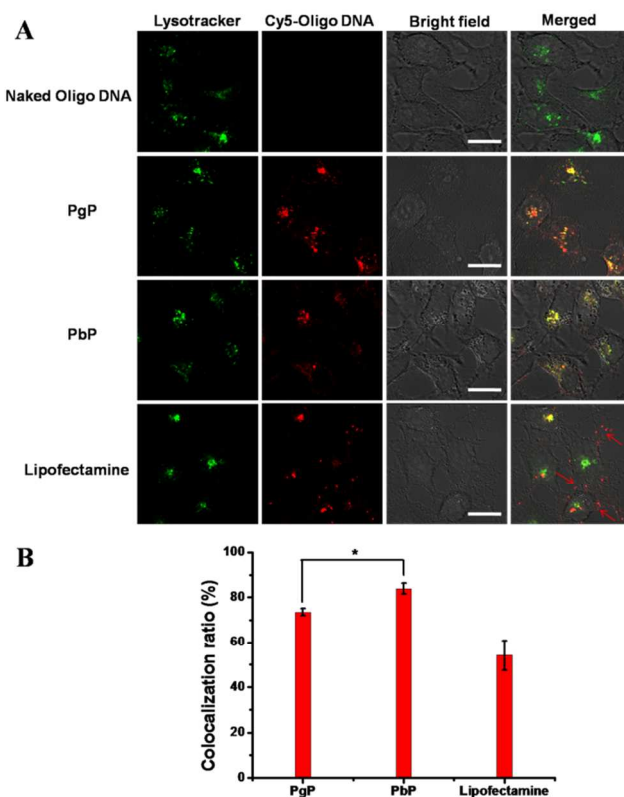 A
Lysotracker Cy5-Oligo DNA Bright field Merged
Naked Oligo DNA
PgP
PbP
Lipofectamine
B
Colocalization ratio (%)
100
80
60
40
20
0
*
PgP PbP Lipofectamine